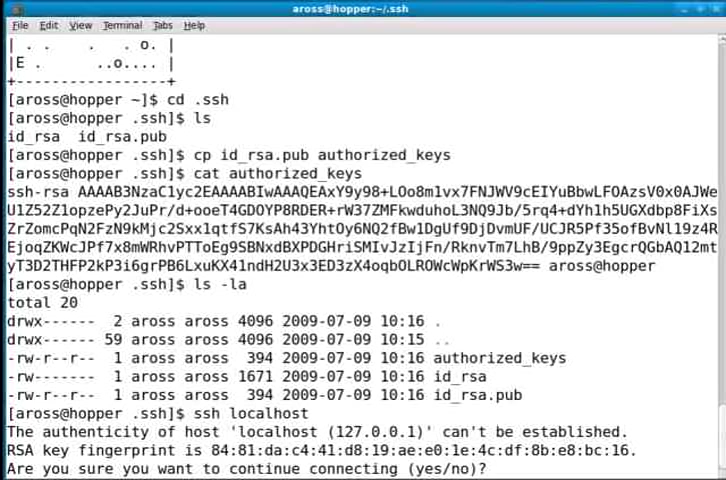 aross@hopper:~/.ssh
File Edit View Terminal Tabs Help
| . .    .   . o. |
|E .      ..o.... |
+-----------------+
[aross@hopper ~]$ cd .ssh
[aross@hopper .ssh]$ ls
id_rsa  id_rsa.pub
[aross@hopper .ssh]$ cp id_rsa.pub authorized_keys
[aross@hopper .ssh]$ cat authorized_keys
ssh-rsa AAAAB3NzaC1yc2EAAAABIwAAAQEAxY9y98+LOo8m1vx7FNJWV9cEIYuBbwLFOAzsV0x0AJWe
U1Z52Z1opzePy2JuPr/d+ooeT4GDOYP8RDER+rW37ZMFkwduhoL3NQ9Jb/5rq4+dYh1h5UGXdbp8FiXs
ZrZomcPqN2FzN9kMjc2Sxx1qtfS7KsAh43YhtOy6NQ2fBw1DgUf9DjDvmUF/UCJR5Pf35ofBvNl19z4R
EjoqZKWcJPf7x8mWRhvPTToEg9SBNxdBXPDGHriSMIvJzIjFn/RknvTm7LhB/9ppZy3EgcrQGbAQ12mt
yT3D2THFP2kP3i6grPB6LxuKX41ndH2U3x3ED3zX4oqbOLROWcWpKrWS3w== aross@hopper
[aross@hopper .ssh]$ ls -la
total 20
drwx------  2 aross aross 4096 2009-07-09 10:16 .
drwx------ 59 aross aross 4096 2009-07-09 10:15 ..
-rw-r--r--  1 aross aross  394 2009-07-09 10:16 authorized_keys
-rw-------  1 aross aross 1671 2009-07-09 10:16 id_rsa
-rw-r--r--  1 aross aross  394 2009-07-09 10:16 id_rsa.pub
[aross@hopper .ssh]$ ssh localhost
The authenticity of host 'localhost (127.0.0.1)' can't be established.
RSA key fingerprint is 84:81:da:c4:41:d8:19:ae:e0:1e:4c:df:8b:e8:bc:16.
Are you sure you want to continue connecting (yes/no)?